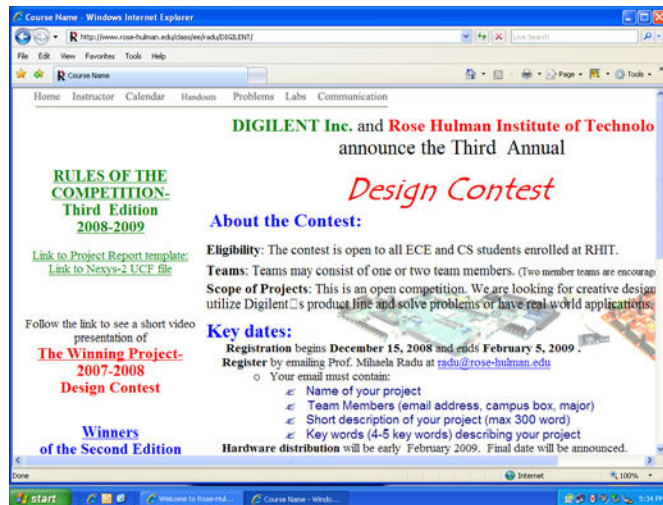 Course Name - Windows Internet Explorer
http://www.rose-hulman.edu/class/ee/radu/DIGILENT/
Live Search
File Edit View Favorites Tools Help
Course Name
Page Tools
Home Instructor Calendar Handouts Problems Labs Communication
DIGILENT Inc. and Rose Hulman Institute of Technolo
announce the Third Annual
Design Contest
RULES OF THE
COMPETITION-
Third Edition
2008-2009
Link to Project Report template:
Link to Nexys-2 UCF file
Follow the link to see a short video
presentation of
The Winning Project-
2007-2008
Design Contest
Winners
of the Second Edition
About the Contest:
Eligibility: The contest is open to all ECE and CS students enrolled at RHIT.
Teams: Teams may consist of one or two team members. (Two member teams are encourage
Scope of Projects: This is an open competition. We are looking for creative design
utilize Digilent□s product line and solve problems or have real world applications.
Key dates:
Registration begins December 15, 2008 and ends February 5, 2009 .
Register by emailing Prof. Mihaela Radu at radu@rose-hulman.edu
o Your email must contain:
Name of your project
Team Members (email address, campus box, major)
Short description of your project (max 300 word)
Key words (4-5 key words) describing your project
Hardware distribution will be early February 2009. Final date will be announced.
Done Internet 100%
start Welcome to Rose-Hul... Course Name - Windo... 5:34 PM